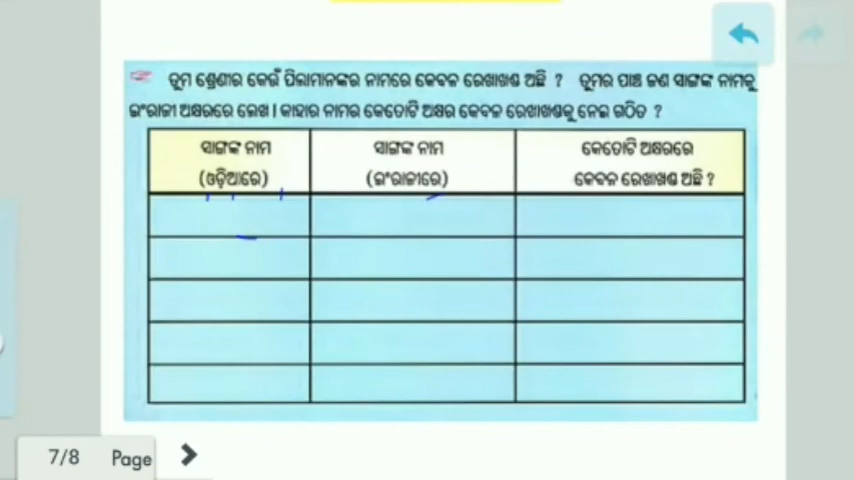 ତୁମ ଶ୍ରେଣୀର କେଉଁ ପିଲାମାନଙ୍କର ନାମରେ କେବଳ ରେଖାଖଣ୍ଡ ଅଛି ? ତୁମର ପାଞ୍ଚ ଜଣ ସାଙ୍ଗଙ୍କ ନାମକୁ
ଇଂରାଜୀ ଅକ୍ଷରରେ ଲେଖ । କାହାର ନାମର କେତୋଟି ଅକ୍ଷର କେବଳ ରେଖାଖଣ୍ଡକୁ ନେଇ ଗଠିତ ?
ସାଙ୍ଗଙ୍କ ନାମ
(ଓଡ଼ିଆରେ)
ସାଙ୍ଗଙ୍କ ନାମ
(ଇଂରାଜୀରେ)
କେତୋଟି ଅକ୍ଷରରେ
କେବଳ ରେଖାଖଣ୍ଡ ଅଛି ?
7/8 Page